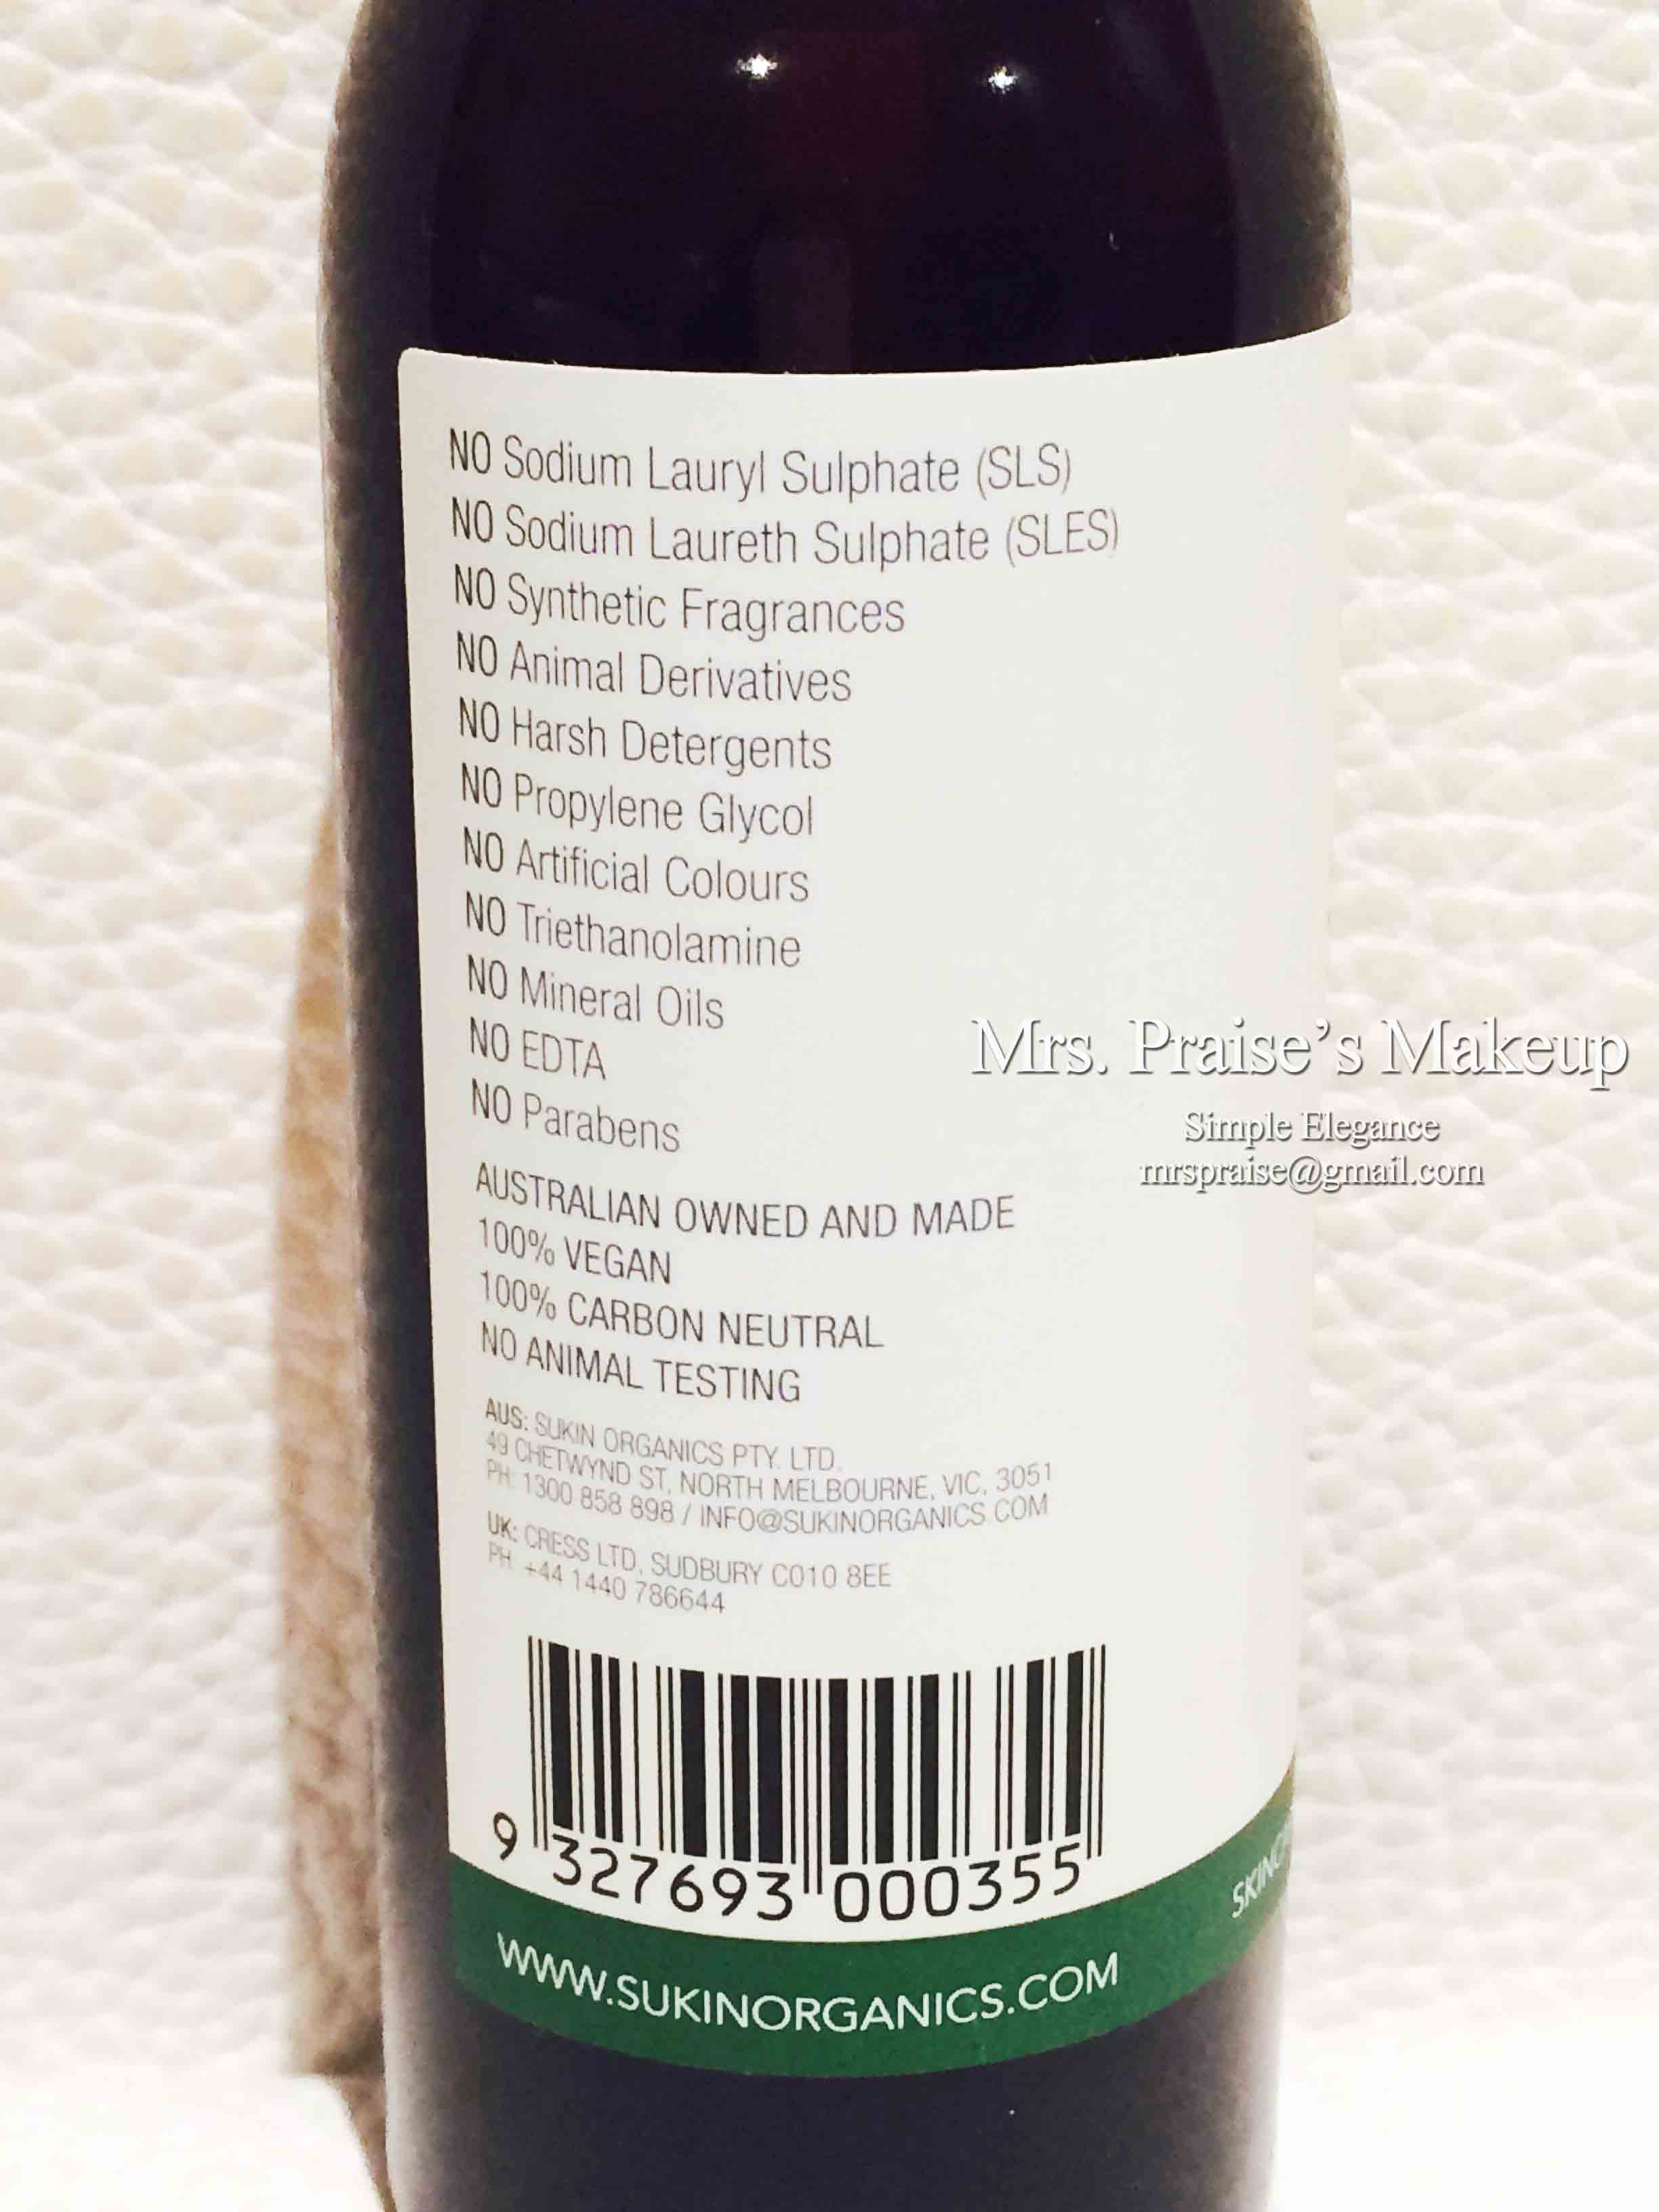 NO Sodium Lauryl Sulphate (SLS)
NO Sodium Laureth Sulphate (SLES)
NO Synthetic Fragrances
NO Animal Derivatives
NO Harsh Detergents
NO Propylene Glycol
NO Artificial Colours
NO Triethanolamine
NO Mineral Oils
NO EDTA
NO Parabens
AUSTRALIAN OWNED AND MADE
100% VEGAN
100% CARBON NEUTRAL
NO ANIMAL TESTING
AUS: SUKIN ORGANICS PTY. LTD.
49 CHETWYND ST, NORTH MELBOURNE, VIC, 3051
PH: 1300 858 898 / INFO@SUKINORGANICS.COM
UK: CRESS LTD, SUDBURY CO10 8EE
PH: +44 1440 786644
9 327693 000355
WWW.SUKINORGANICS.COM
Mrs. Praise's Makeup
Simple Elegance
mrspraise@gmail.com